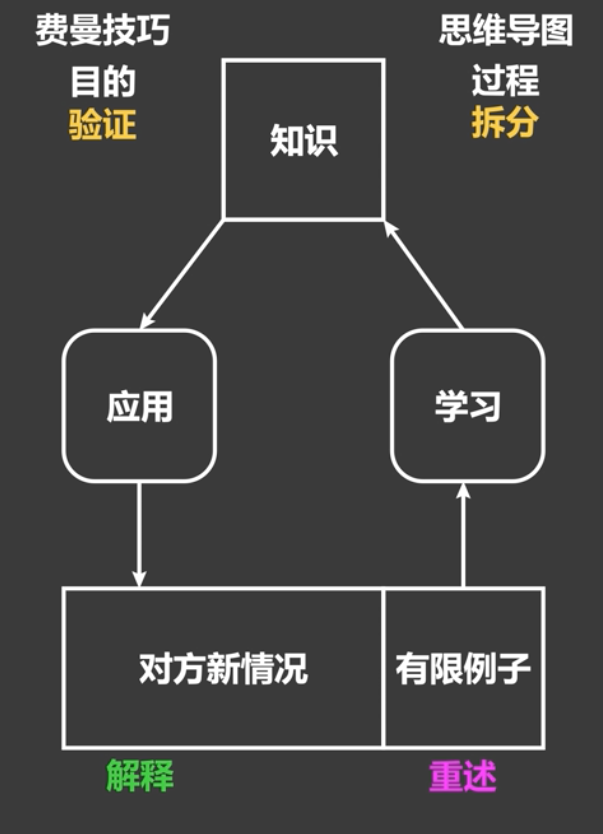 费曼技巧
目的
验证
思维导图
过程
拆分
知识
应用
学习
对方新情况
有限例子
解释
重述